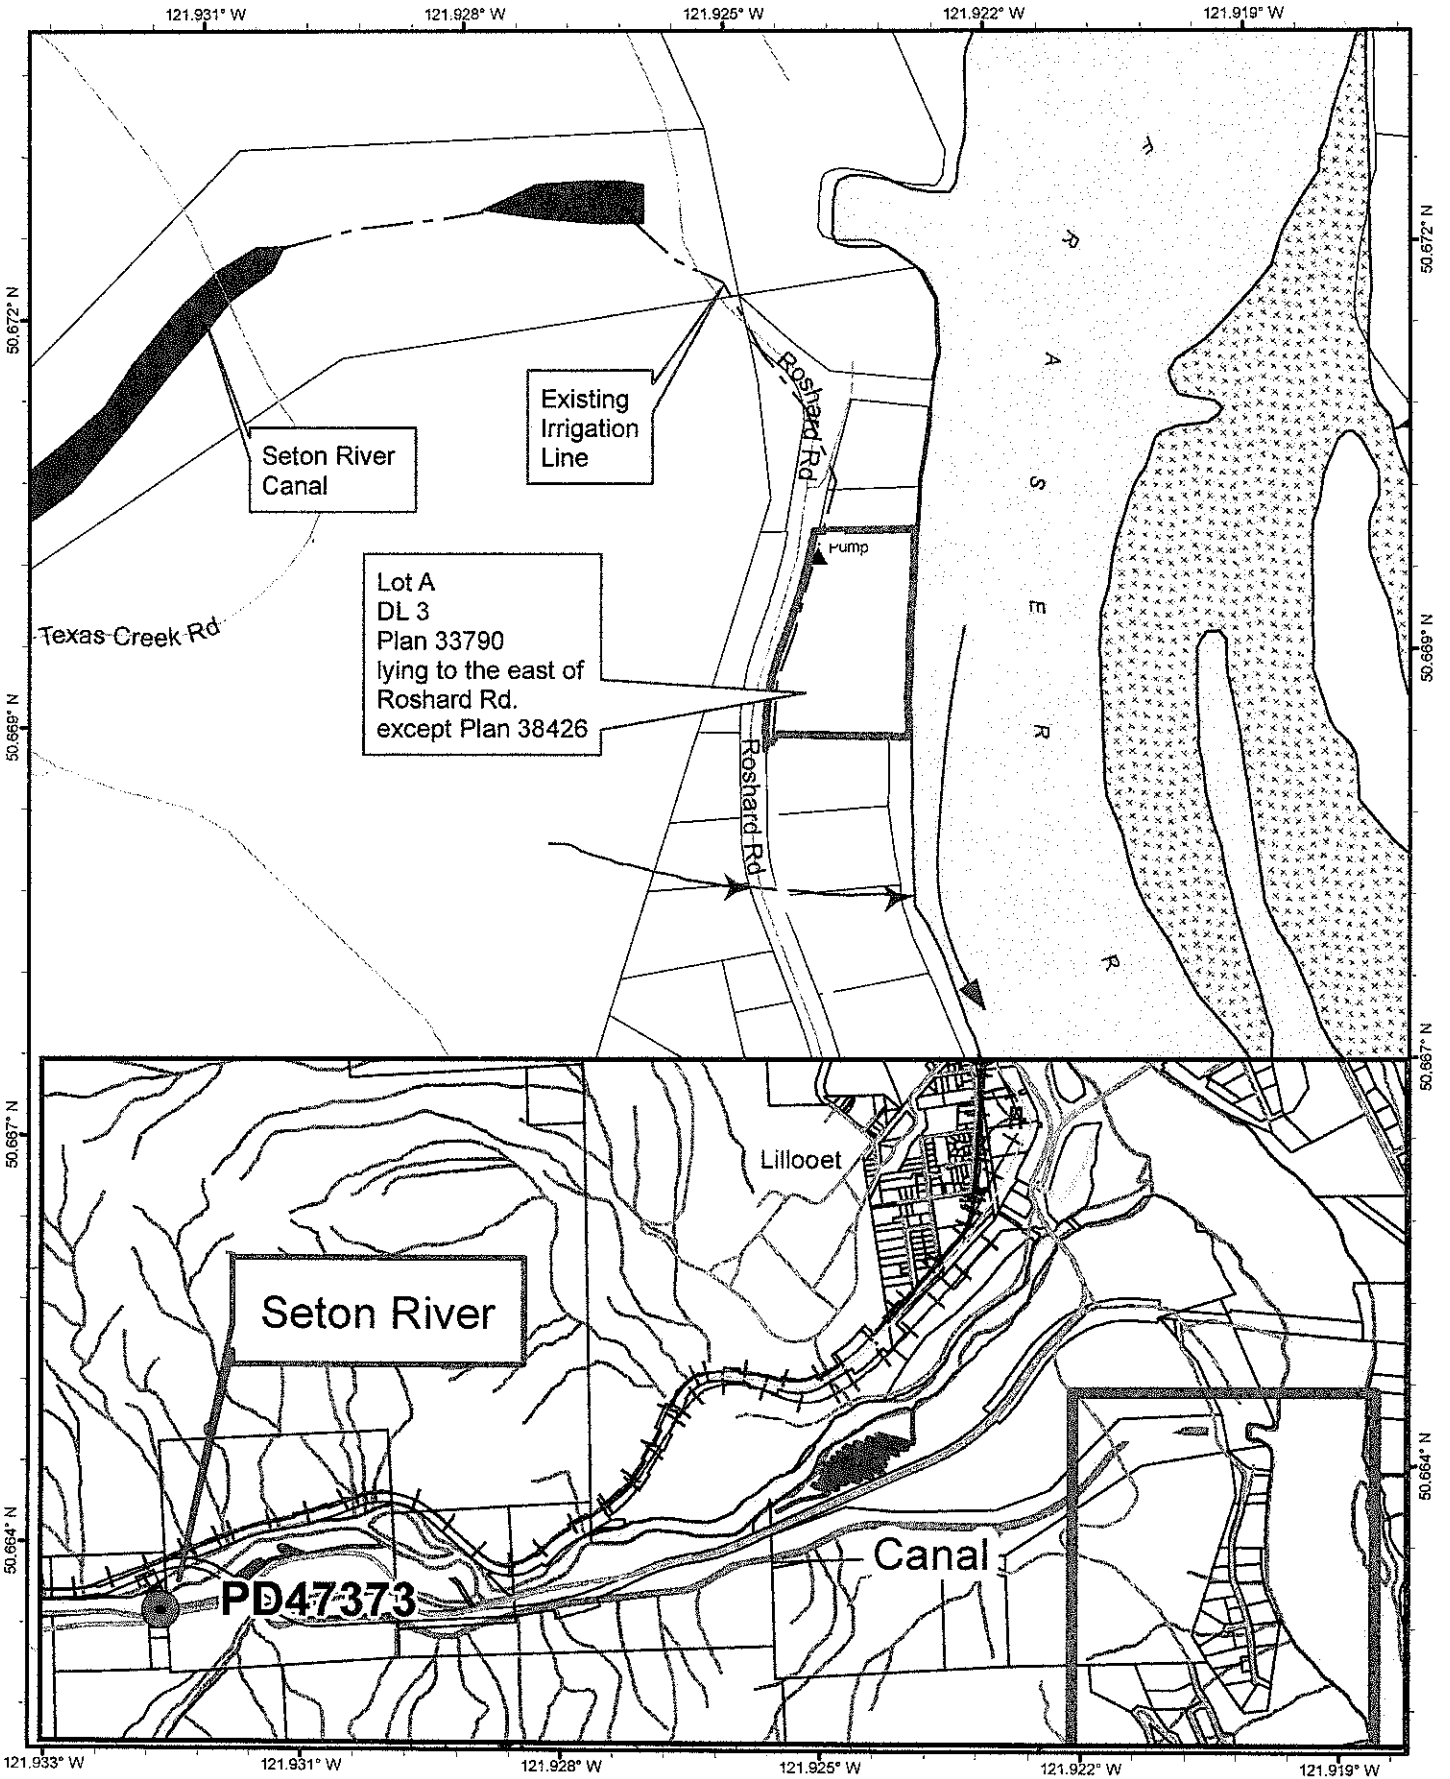 121.931° W
121.928° W
121.925° W
121.922° W
121.919° W
50.672° N
50.672° N
FRASER R
Roshard Rd
Existing
Irrigation
Line
Seton River
Canal
Pump
Lot A
DL 3
Plan 33790
lying to the east of
Roshard Rd.
except Plan 38426
Texas Creek Rd
50.669° N
50.669° N
Roshard Rd
50.667° N
50.667° N
Lillooet
Seton River
50.664° N
50.664° N
Canal
PD47373
121.933° W
121.931° W
121.928° W
121.925° W
121.922° W
121.919° W